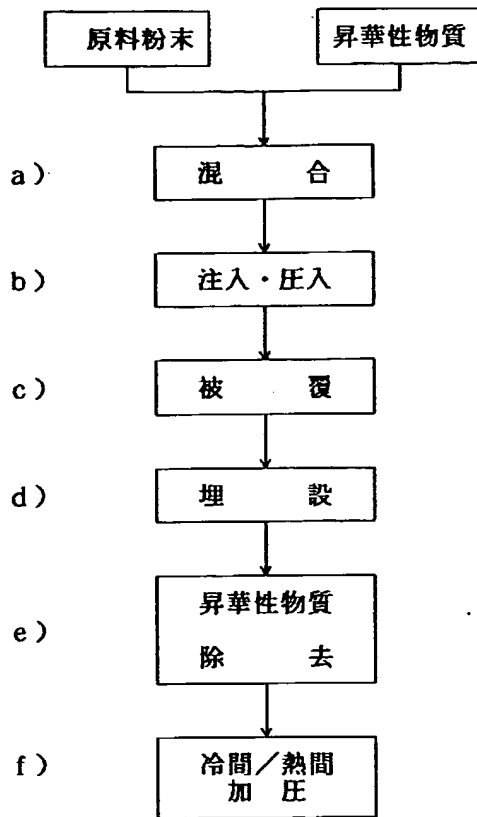 原料粉末
昇華性物質
a) 混合
b) 注入・圧入
c) 被覆
d) 埋設
e) 昇華性物質
除去
f) 冷間／熱間
加圧